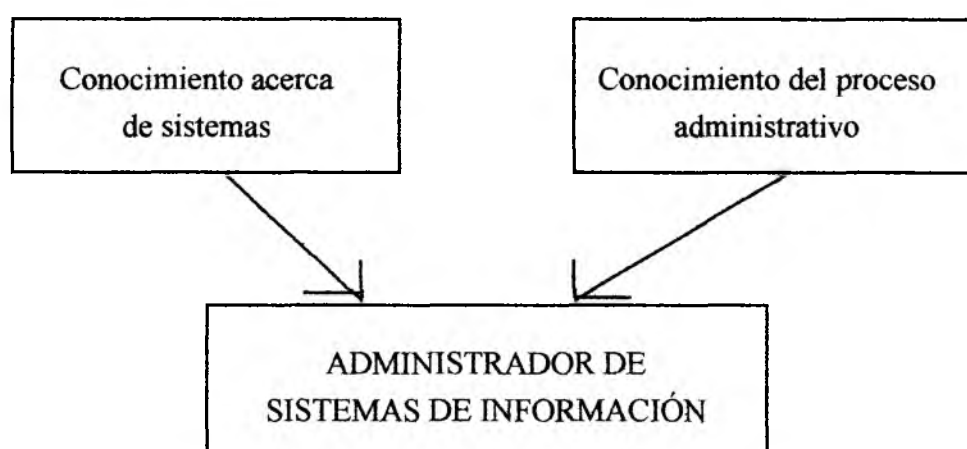 Conocimiento acerca
de sistemas
Conocimiento del proceso
administrativo
ADMINISTRADOR DE
SISTEMAS DE INFORMACIÓN